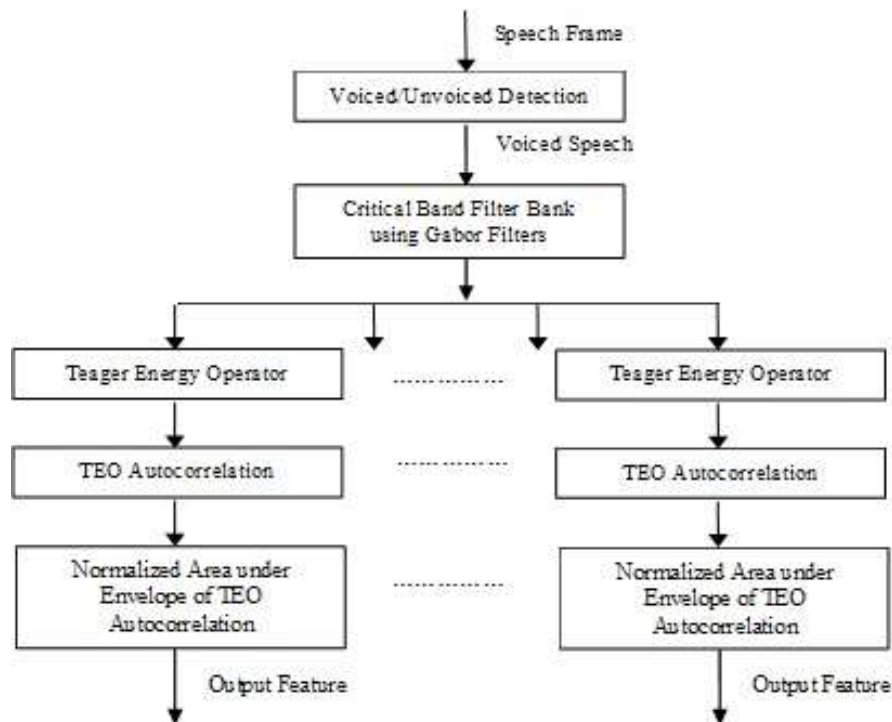 Speech Frame
Voiced/Unvoiced Detection
Voiced Speech
Critical Band Filter Bank
using Gabor Filters
Teager Energy Operator
………………
Teager Energy Operator
TEO Autocorrelation
………………
TEO Autocorrelation
Normalized Area under
Envelope of TEO
Autocorrelation
………………
Normalized Area under
Envelope of TEO
Autocorrelation
Output Feature
Output Feature